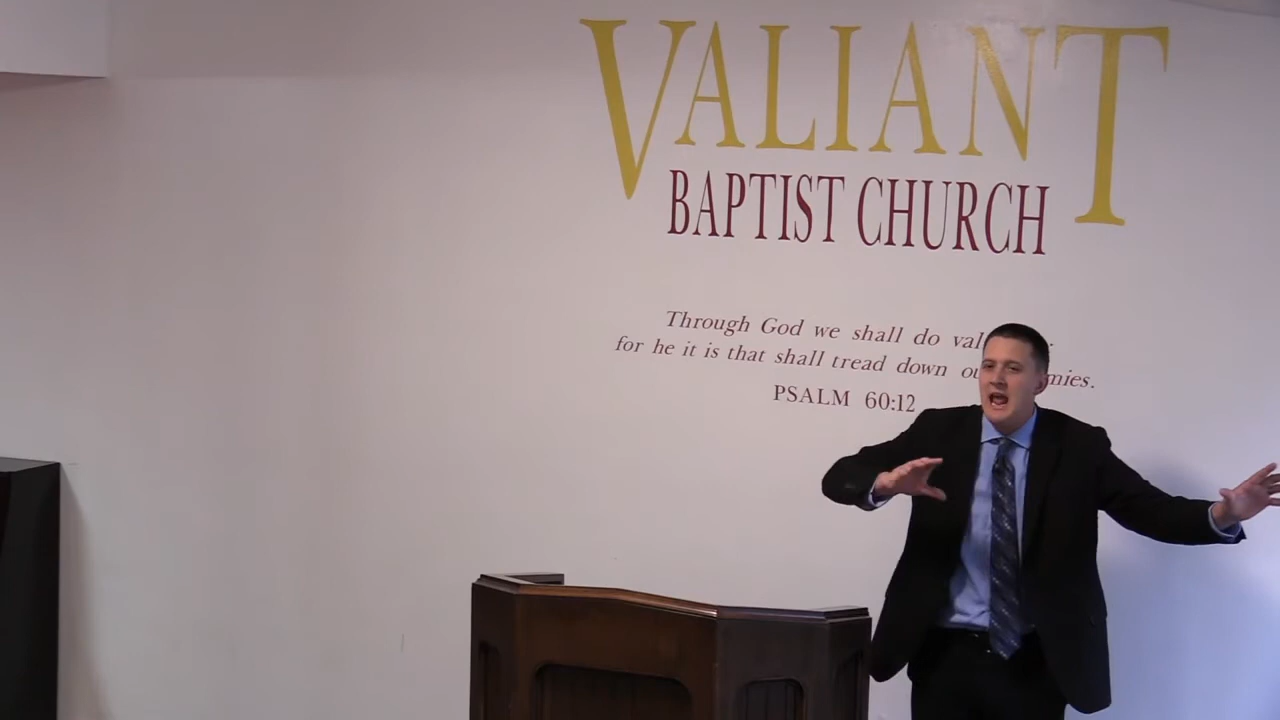 VALIANT
BAPTIST CHURCH
Through God we shall do
for he it is that shall tread down
PSALM 60:12